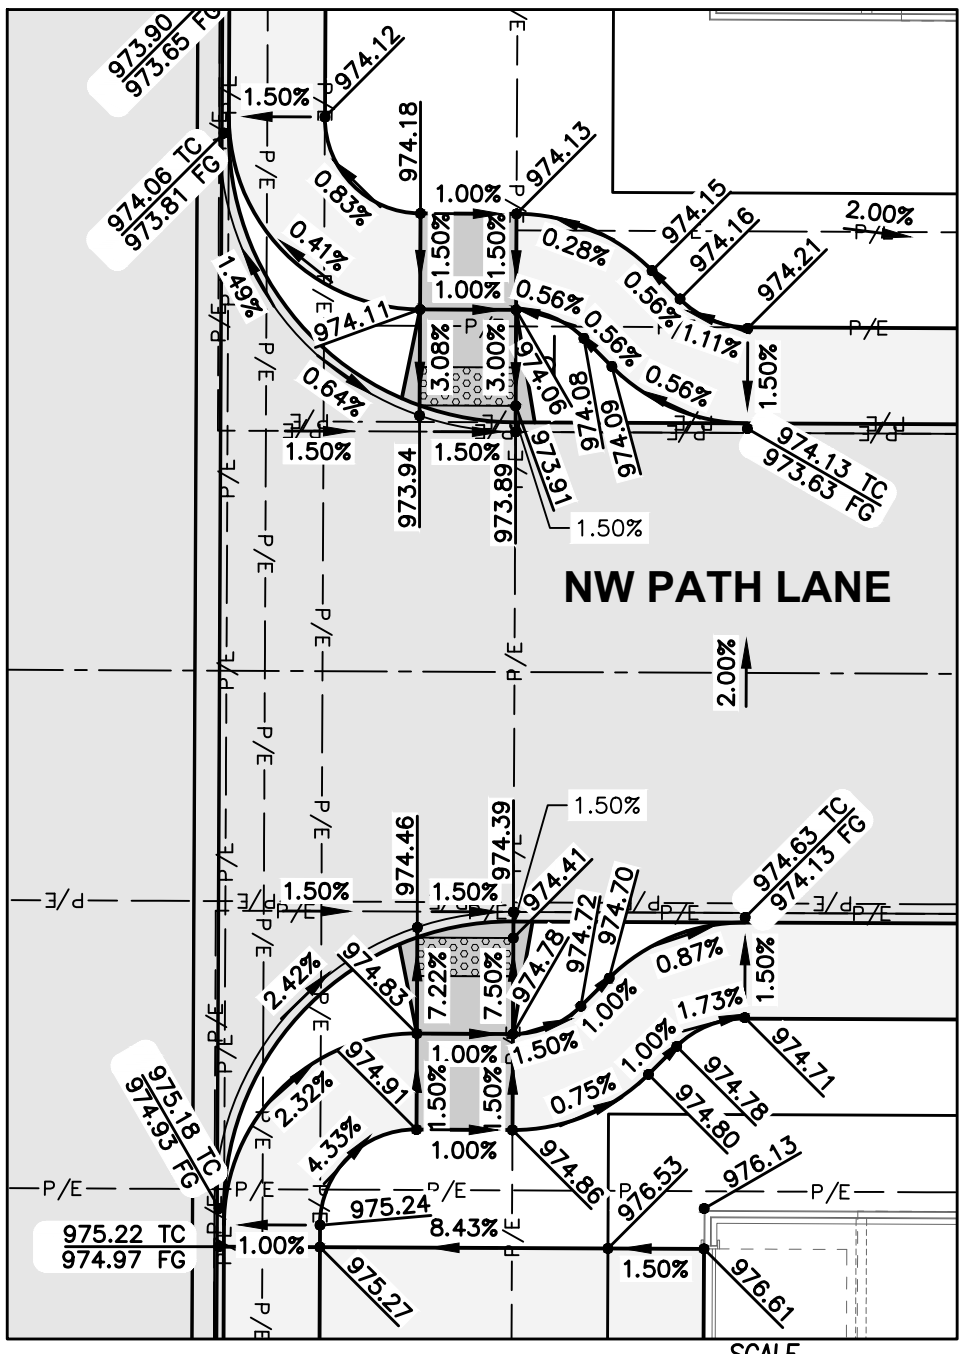 973.90
973.65 FG
P/E
P/E
P/E
974.12
1.50%
974.18
974.13
P/E
974.06 TC
973.81 FG
P/E
0.83%
1.00%
P/E
974.15
974.16
2.00%
P/E
0.41%
1.50%
1.50%
0.28%
974.21
1.49%
P/E
P/E
974.11
1.00%
0.56%
0.56%
P/E
1.11%
P/E
P/E
3.08%
3.00%
0.56%
P/E
0.64%
974.06
974.08
974.09
0.56%
1.50%
P/E
P/E
P/E
P/E
P/E
P/E
1.50%
1.50%
974.13 TC
973.63 FG
P/E
973.94
973.89
973.91
P/E
1.50%
P/E
NW PATH LANE
P/E
P/E
P/E
2.00%
P/E
P/E
P/E
974.46
974.39
1.50%
974.63 TC
974.13 FG
P/E
P/E
1.50%
1.50%
974.41
974.72
974.70
P/E
P/E
P/E
P/E
P/E
P/E
2.42%
974.83
7.22%
7.50%
974.78
0.87%
1.50%
P/E
P/E
P/E
1.00%
1.73%
1.00%
1.50%
1.00%
975.18 TC
974.93 FG
2.32%
974.91
1.50%
1.50%
0.75%
974.78
974.71
974.80
P/E
4.33%
1.00%
974.86
976.53
976.13
P/E
P/E
P/E
P/E
P/E
P/E
975.24
975.22 TC
974.97 FG
1.00%
8.43%
P/E
1.50%
975.27
976.61
P/E
SCALE